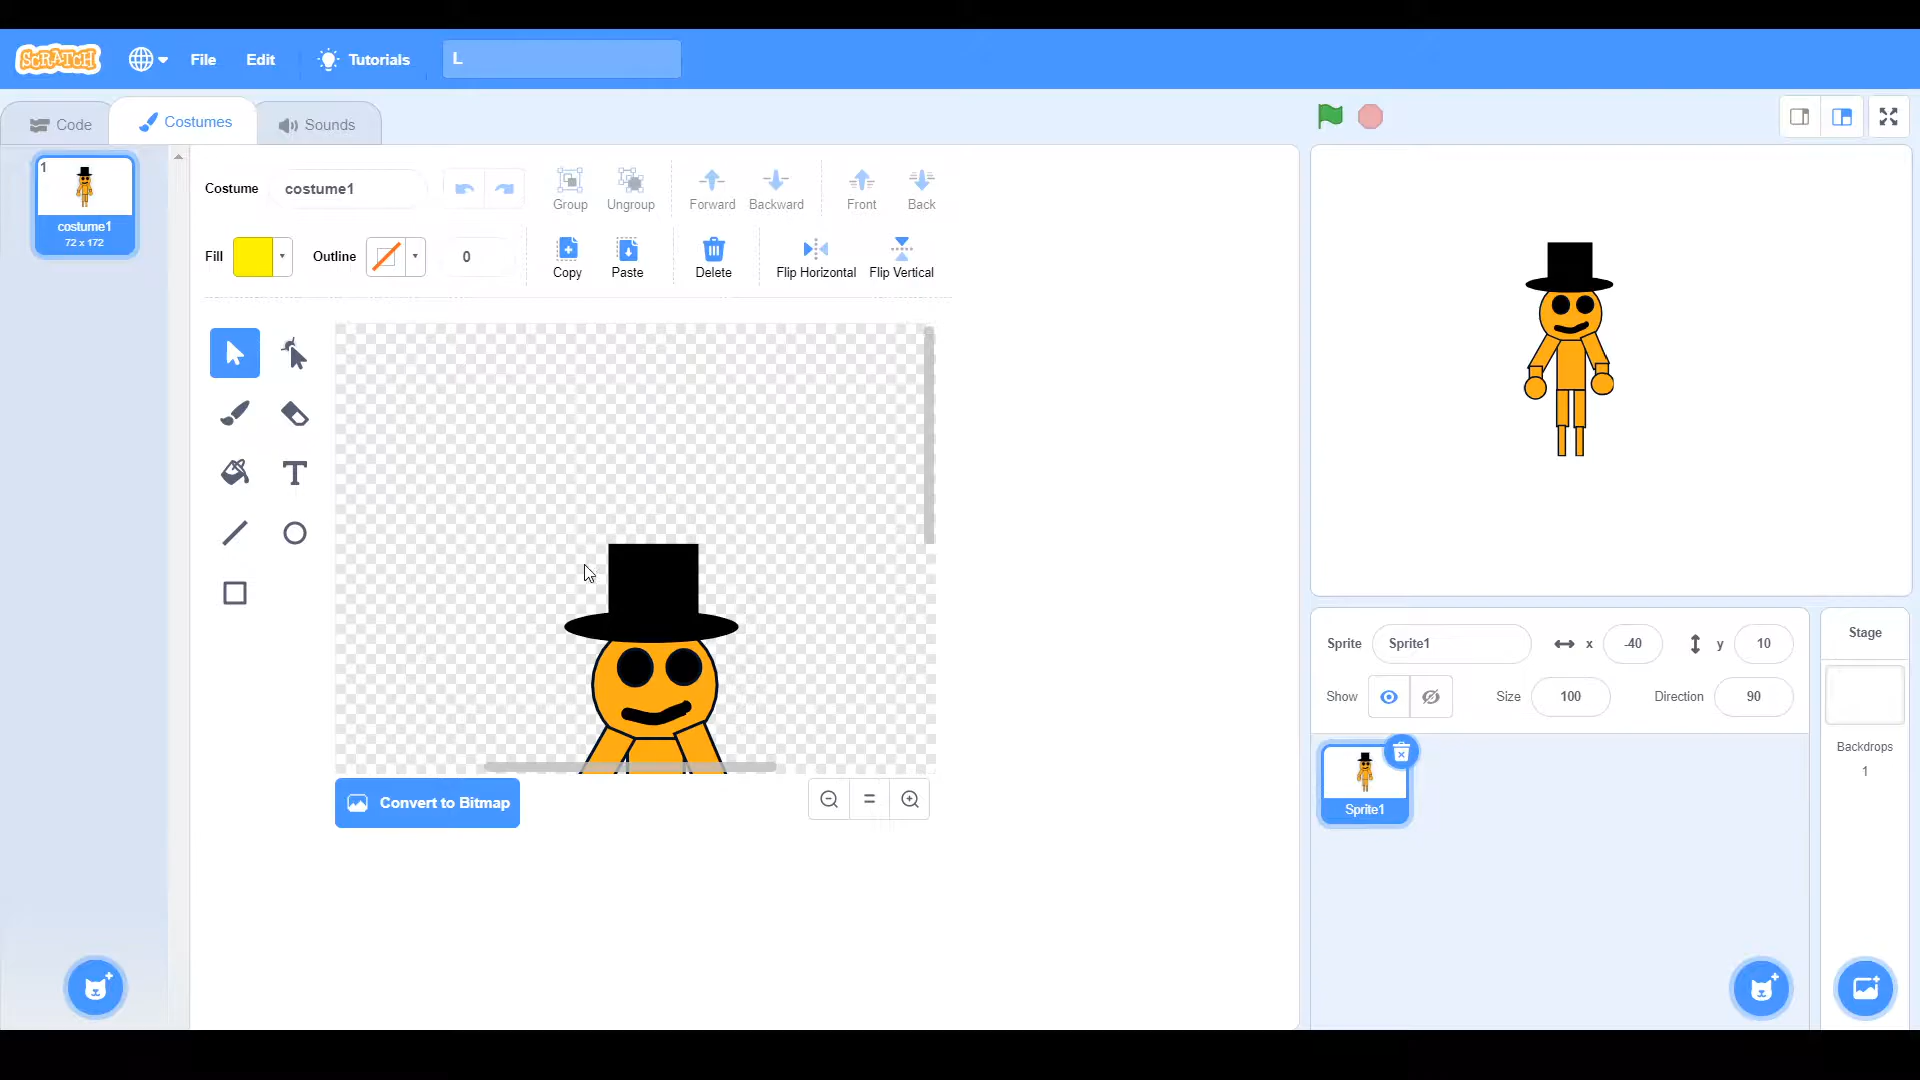 SCRATCH File Edit Tutorials L
Code Costumes Sounds
1
costume1
72 x 172
Costume costume1
Group Ungroup Forward Backward Front Back
Fill Outline 0
Copy Paste Delete Flip Horizontal Flip Vertical
T
Convert to Bitmap
Sprite Sprite1 x -40 y 10
Show Size 100 Direction 90
Sprite1
Stage
Backdrops
1